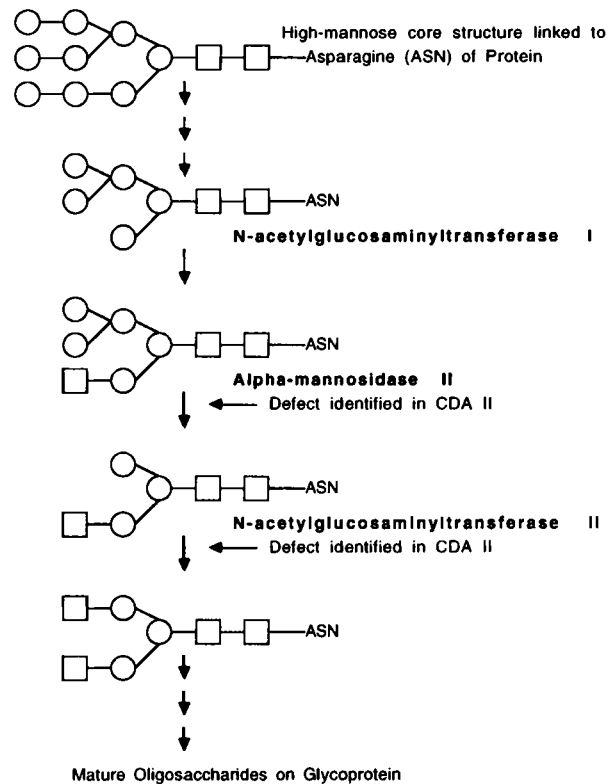 High-mannose core structure linked to
Asparagine (ASN) of Protein
ASN
N-acetylglucosaminyltransferase I
ASN
Alpha-mannosidase II
Defect identified in CDA II
ASN
N-acetylglucosaminyltransferase II
Defect identified in CDA II
ASN
Mature Oligosaccharides on Glycoprotein